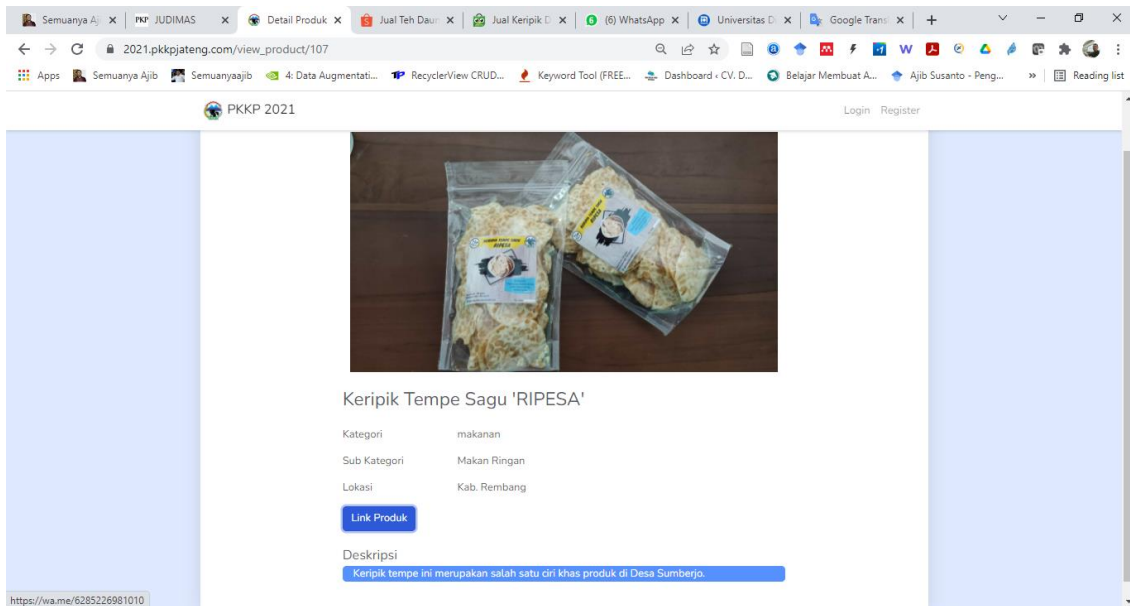 Semuanya Aj
PKP JUDIMAS
Detail Produk
Jual Teh Daun
Jual Keripik D
(6) WhatsApp
Universitas D
Google Trans
2021.pkkpjateng.com/view_product/107
Apps
Semuanya Ajib
Semuanyaajib
4: Data Augmentati...
RecyclerView CRUD...
Keyword Tool (FREE...
Dashboard ‹ CV. D...
Belajar Membuat A...
Ajib Susanto - Peng...
»
Reading list
PKKP 2021
Login Register
RIPESA
RIPESA
Keripik Tempe Sagu 'RIPESA'
Kategori makanan
Sub Kategori Makan Ringan
Lokasi Kab. Rembang
Link Produk
Deskripsi
Keripik tempe ini merupakan salah satu ciri khas produk di Desa Sumberjo.
https://wa.me/6285226981010